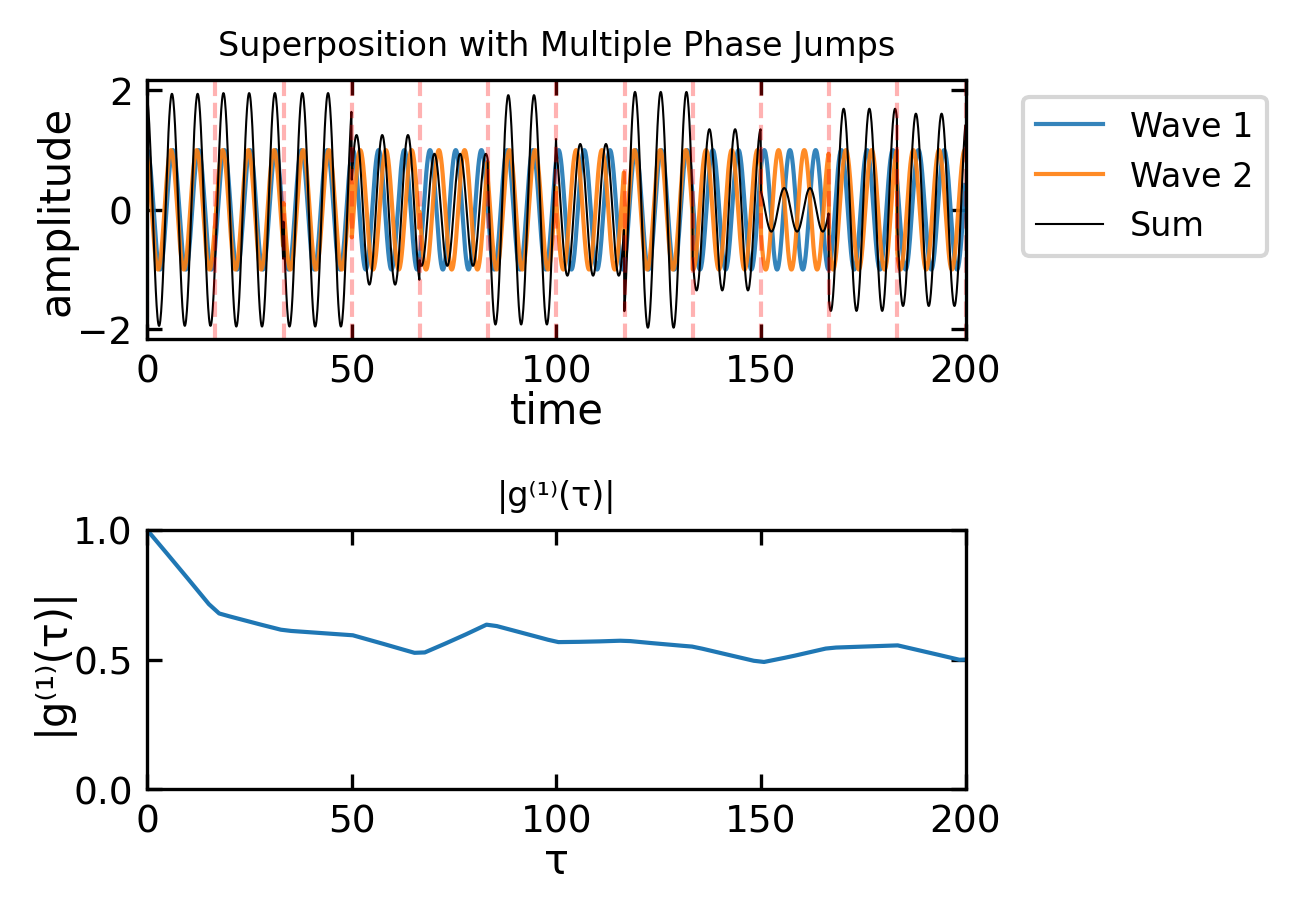 Superposition with Multiple Phase Jumps
amplitude
2
0
−2
0
50
100
150
200
time
Wave 1
Wave 2
Sum
|g⁽¹⁾(τ)|
|g⁽¹⁾(τ)|
1.0
0.5
0.0
0
50
100
150
200
τ